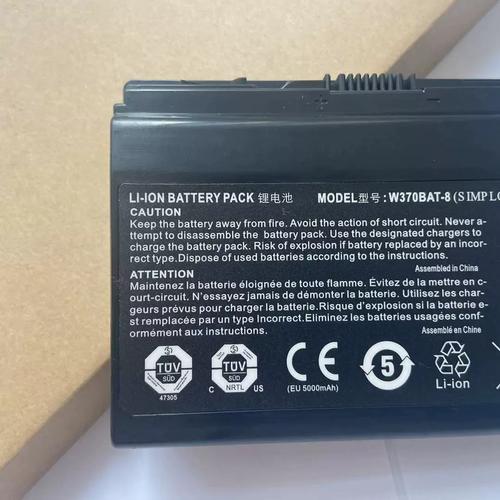 LI-ION BATTERY PACK 锂电池 MODEL型号:W370BAT-8(SIMPLO
CAUTION
Keep the battery away from fire. Avoid the action of short circuit. Never a-
ttempt to disassemble the battery pack. Use the designated chargers to
charge this battery correctly. Risk of explosion if battery replaced by an incor-
rect type.Dispose of used batteries according to the instructions.
Assembled in China
ATTENTION
Maintenez la batterie éloignée de toute flamme. Évitez de la mettre en c-
court-circuit. N'essayez jamais de démonter la batterie. Utilisez les char-
geurs prévus pour charger la batterie.Risque d'explosion si la batterie e-
st remplacée par un type Incorrect.Eliminez les batteries usagées conf-
ormément aux instructions.
Assemblé en China
TÜV
SÜD
47305
TÜV
SÜD
C NRTL US
CE
(EU 5000mAh)
5
Li-ion